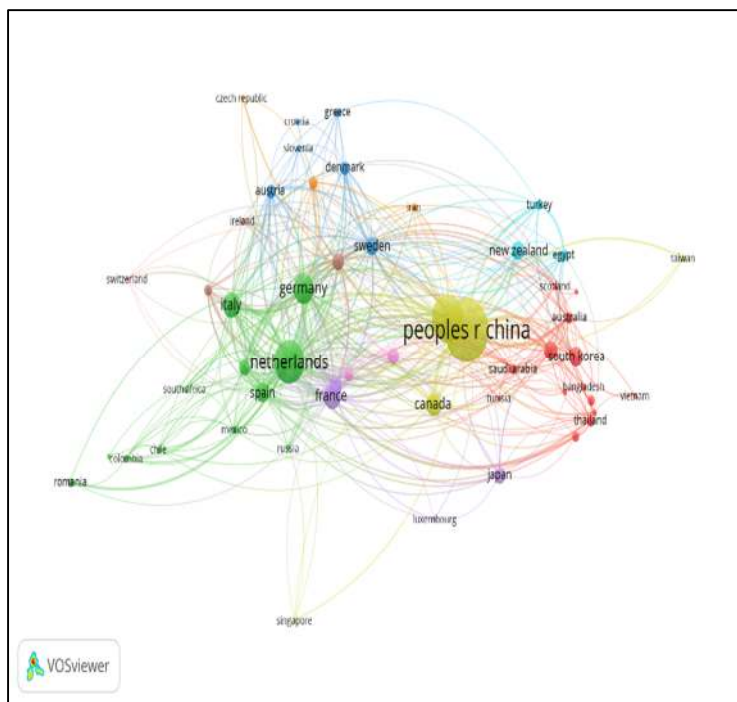 czech republic
greece
croatia
slovenia
denmark
austria
iran
turkey
ireland
sweden
new zealand
egypt
taiwan
switzerland
germany
scotland
italy
australia
peoples r china
netherlands
south korea
saudi arabia
southafrica
spain
france
bangladesh
canada
tunisia
vietnam
mexico
thailand
chile
russia
colombia
romania
japan
luxembourg
singapore
VOSviewer